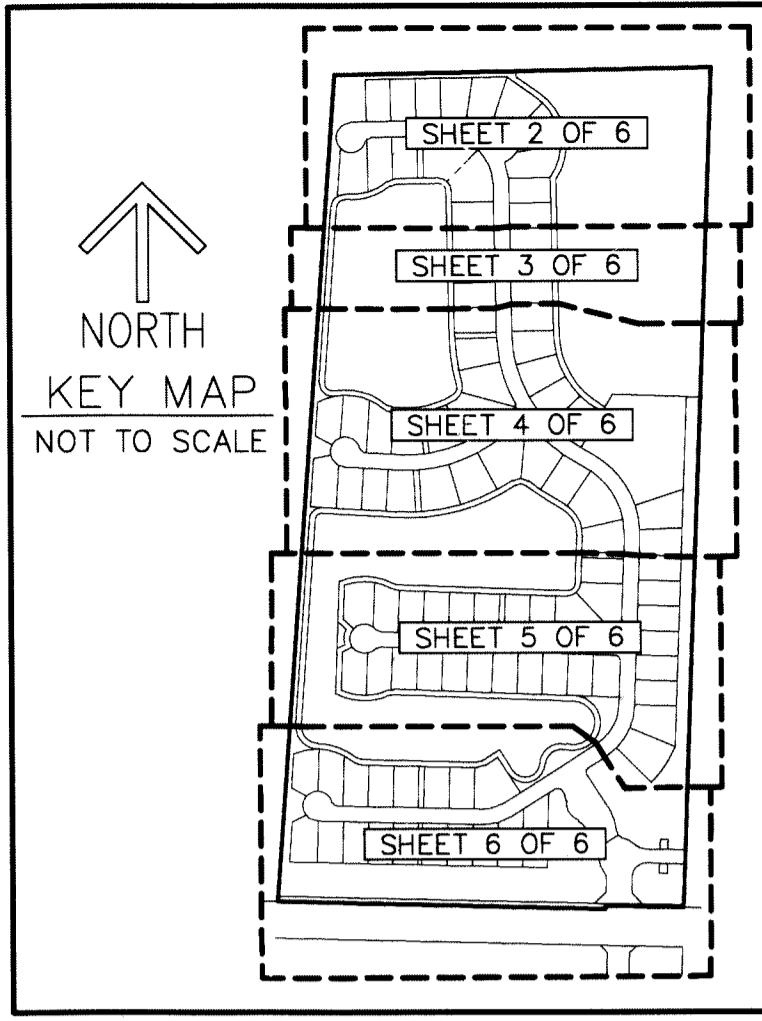 SHEET 2 OF 6
SHEET 3 OF 6
NORTH
KEY MAP
NOT TO SCALE
SHEET 4 OF 6
SHEET 5 OF 6
SHEET 6 OF 6